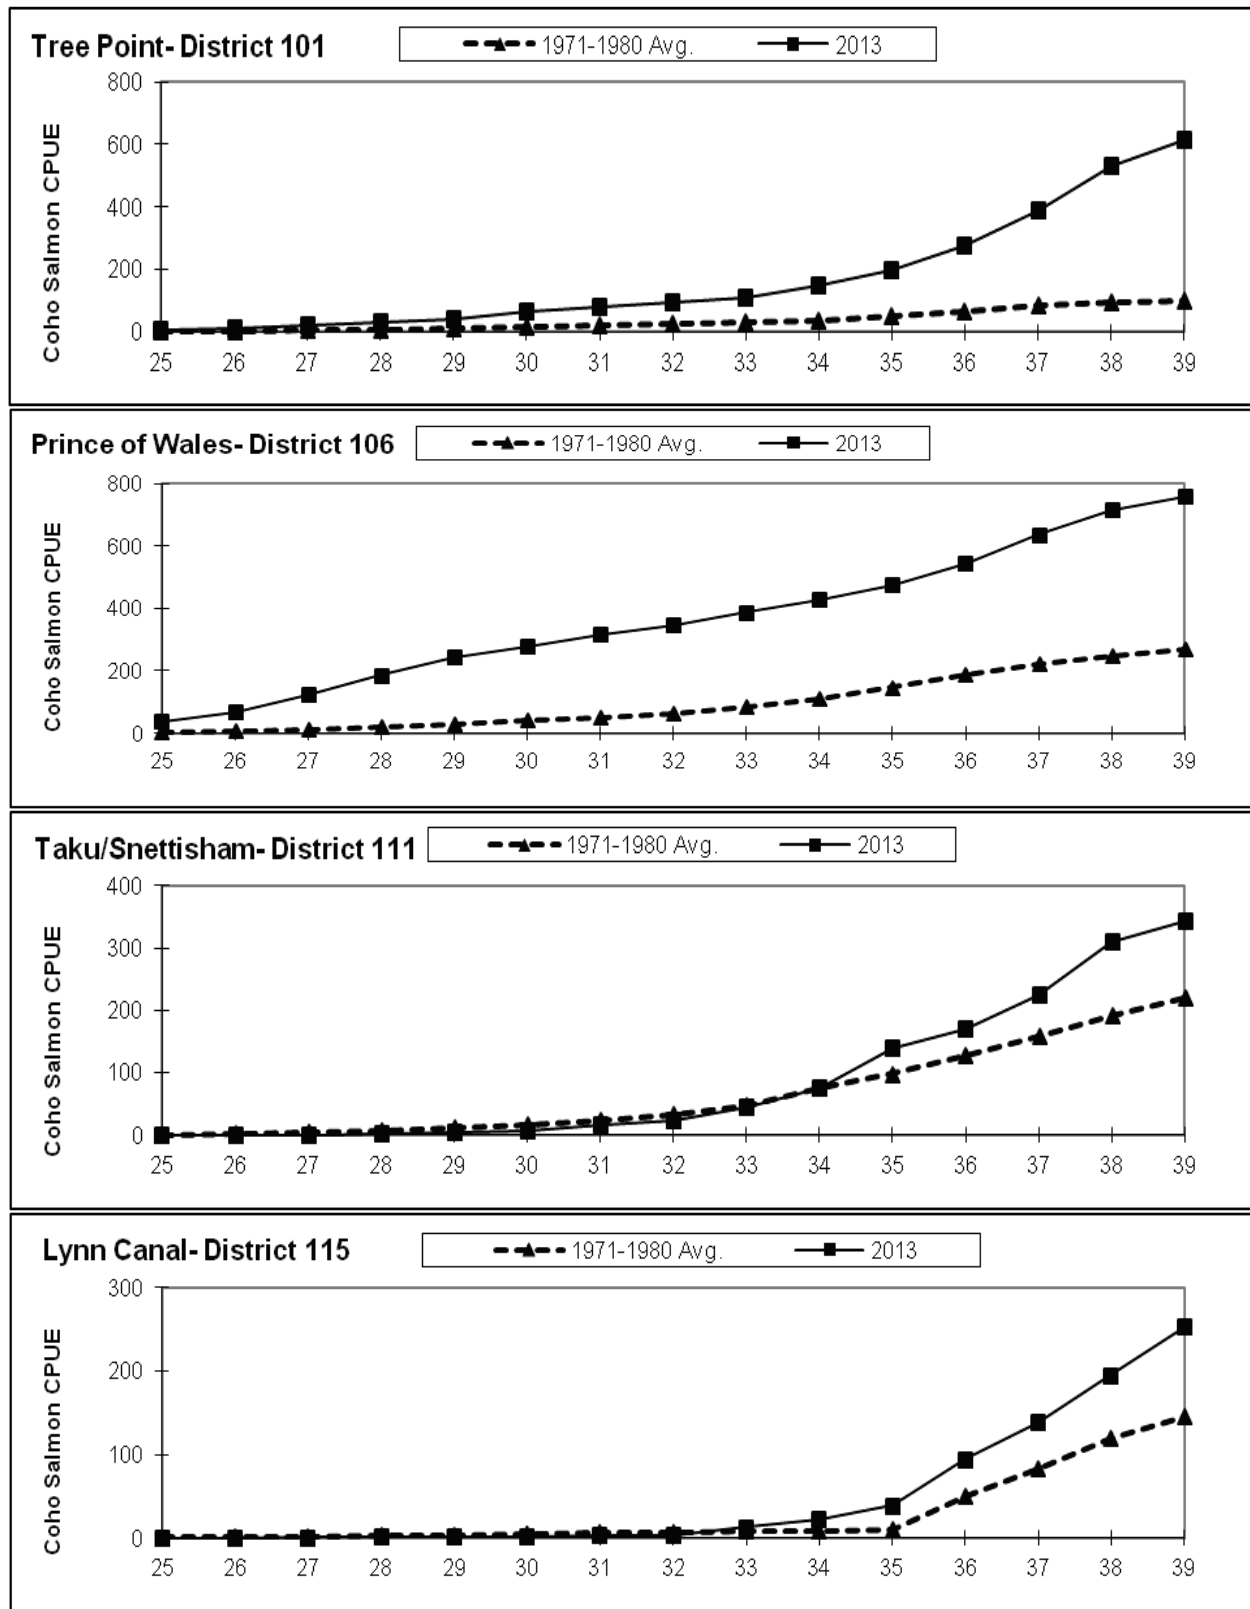 Tree Point- District 101
1971-1980 Avg. 2013
Coho Salmon CPUE
800
600
400
200
0
25 26 27 28 29 30 31 32 33 34 35 36 37 38 39
Prince of Wales- District 106
1971-1980 Avg. 2013
Coho Salmon CPUE
800
600
400
200
0
25 26 27 28 29 30 31 32 33 34 35 36 37 38 39
Taku/Snettisham- District 111
1971-1980 Avg. 2013
Coho Salmon CPUE
400
300
200
100
0
25 26 27 28 29 30 31 32 33 34 35 36 37 38 39
Lynn Canal- District 115
1971-1980 Avg. 2013
Coho Salmon CPUE
300
200
100
0
25 26 27 28 29 30 31 32 33 34 35 36 37 38 39